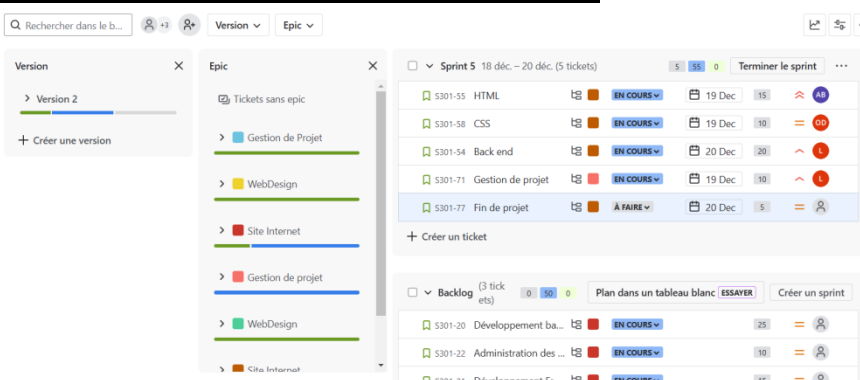 Rechercher dans le b... +3 Version Epic
Version
Version 2
Créer une version
Epic
Tickets sans epic
Gestion de Projet
WebDesign
Site Internet
Gestion de projet
WebDesign
Site Internet
Sprint 5 18 déc. – 20 déc. (5 tickets) 5 55 0 Terminer le sprint ...
S301-55 HTML EN COURS 19 Dec 15 AB
S301-58 CSS EN COURS 19 Dec 10 OD
S301-54 Back end EN COURS 20 Dec 20 L
S301-71 Gestion de projet EN COURS 19 Dec 10 L
S301-77 Fin de projet À FAIRE 20 Dec 5
Créer un ticket
Backlog (3 tickets) 0 50 0 Plan dans un tableau blanc ESSAYER Créer un sprint
S301-20 Développement ba... EN COURS 25
S301-22 Administration des ... EN COURS 10
EN COURS 15